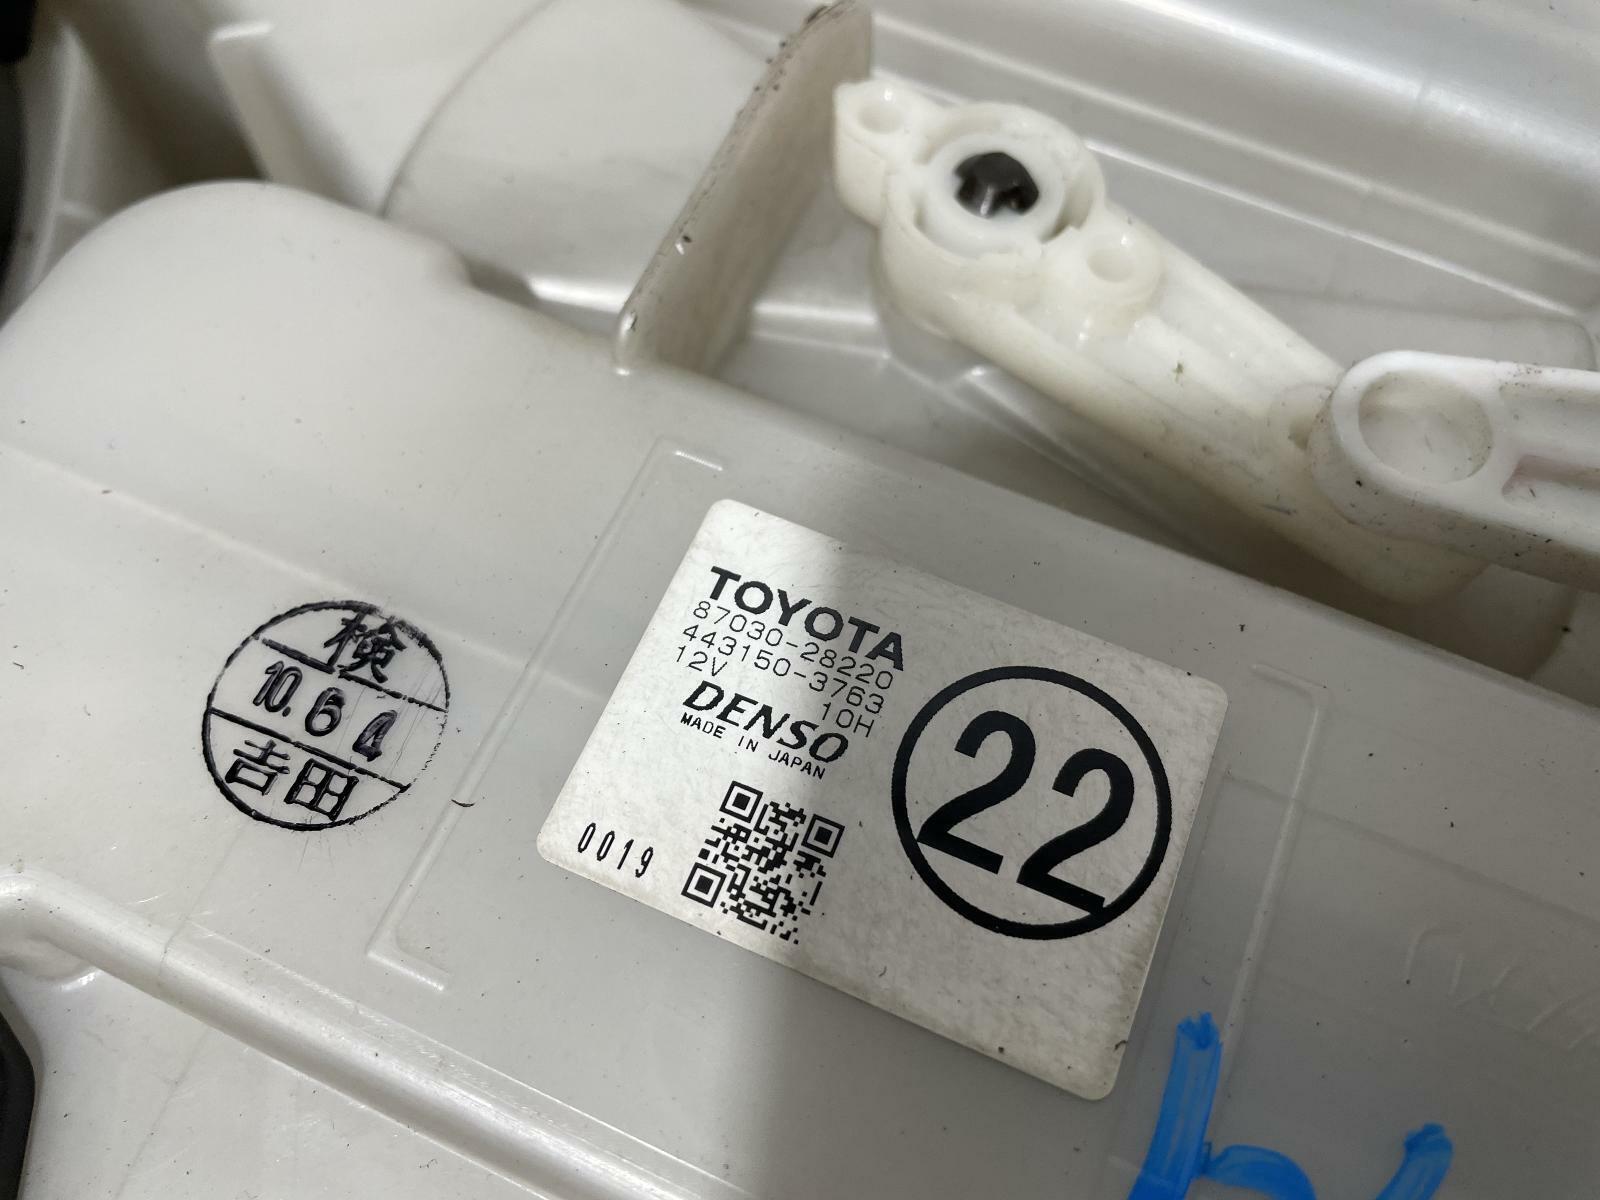 検
10.6 4
吉田
TOYOTA
87030-28220
443150-3763
12V 10H
DENSO
MADE IN JAPAN
0019
22